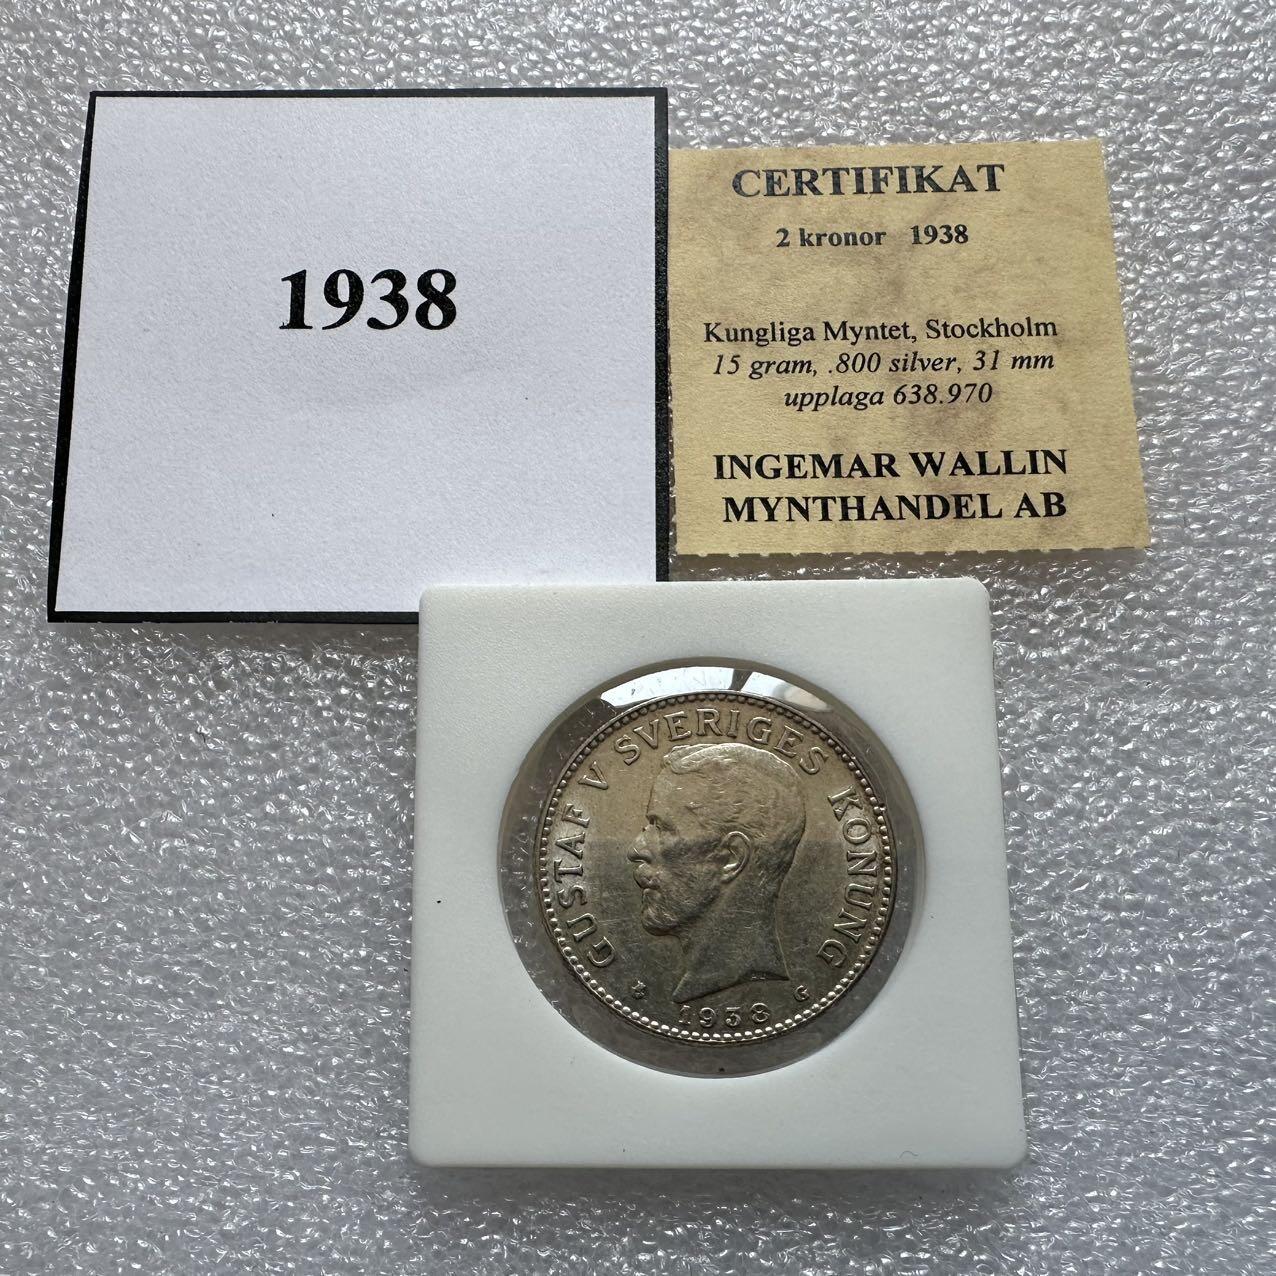 1938
CERTIFIKAT
2 kronor 1938
Kungliga Myntet, Stockholm
15 gram, .800 silver, 31 mm
upplaga 638.970
INGEMAR WALLIN
MYNTHANDEL AB
GUSTAF V SVERIGES KONUNG
1938 G